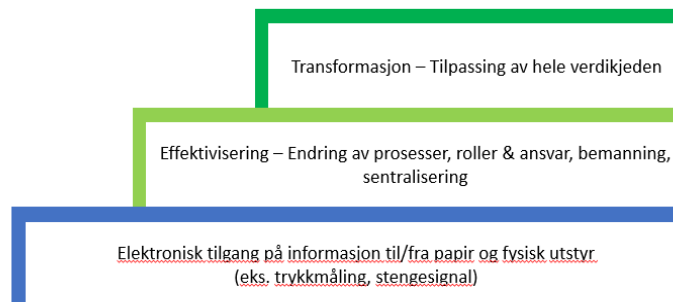 Transformasjon – Tilpassing av hele verdikjeden
Effektivisering – Endring av prosesser, roller & ansvar, bemanning,
sentralisering
Elektronisk tilgang på informasjon til/fra papir og fysisk utstyr
(eks. trykkmåling, stengesignal)